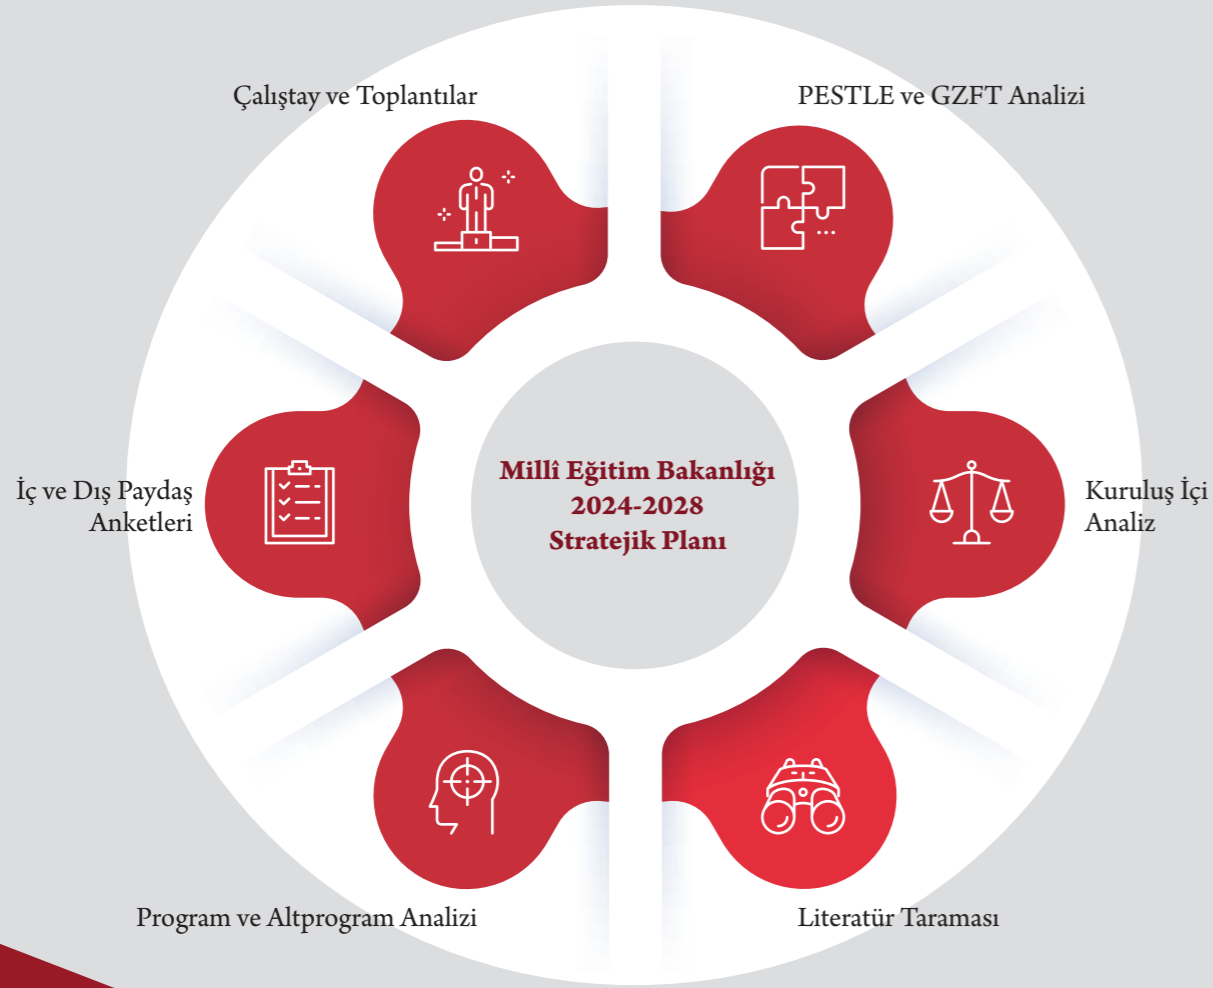 Çalıştay ve Toplantılar
PESTLE ve GZFT Analizi
İç ve Dış Paydaş
Anketleri
Millî Eğitim Bakanlığı
2024-2028
Stratejik Planı
Kuruluş İçi
Analiz
Program ve Altprogram Analizi
Literatür Taraması